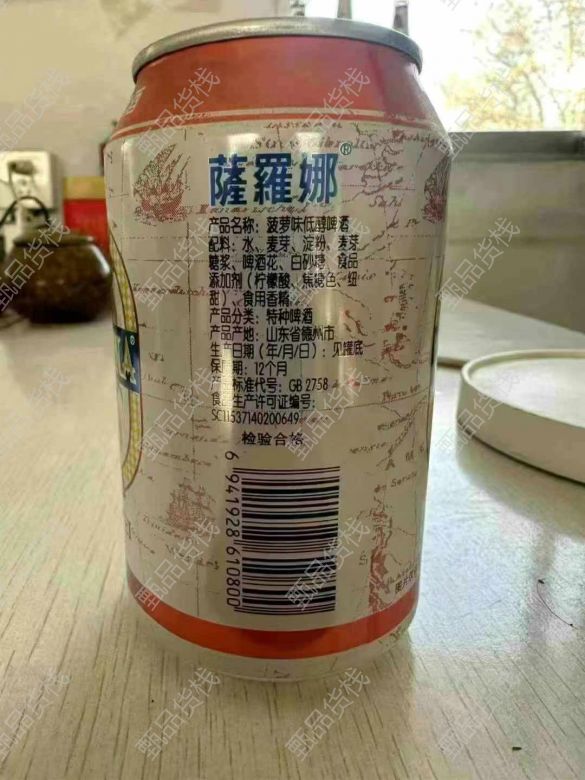 薩羅娜®
产品名称：菠萝味低醇啤酒
配料：水、麦芽、淀粉、麦芽
糖浆、啤酒花、白砂糖、食品
添加剂（柠檬酸、焦糖色、纽
甜）、食用香精
产品分类：特种啤酒
产品产地：山东省德州市
生产日期（年/月/日）：见罐底
保质期：12个月
产品标准代号：GB 2758
食品生产许可证编号：
SC11537140200649
检验合格
6 941928 610800
甄品货栈